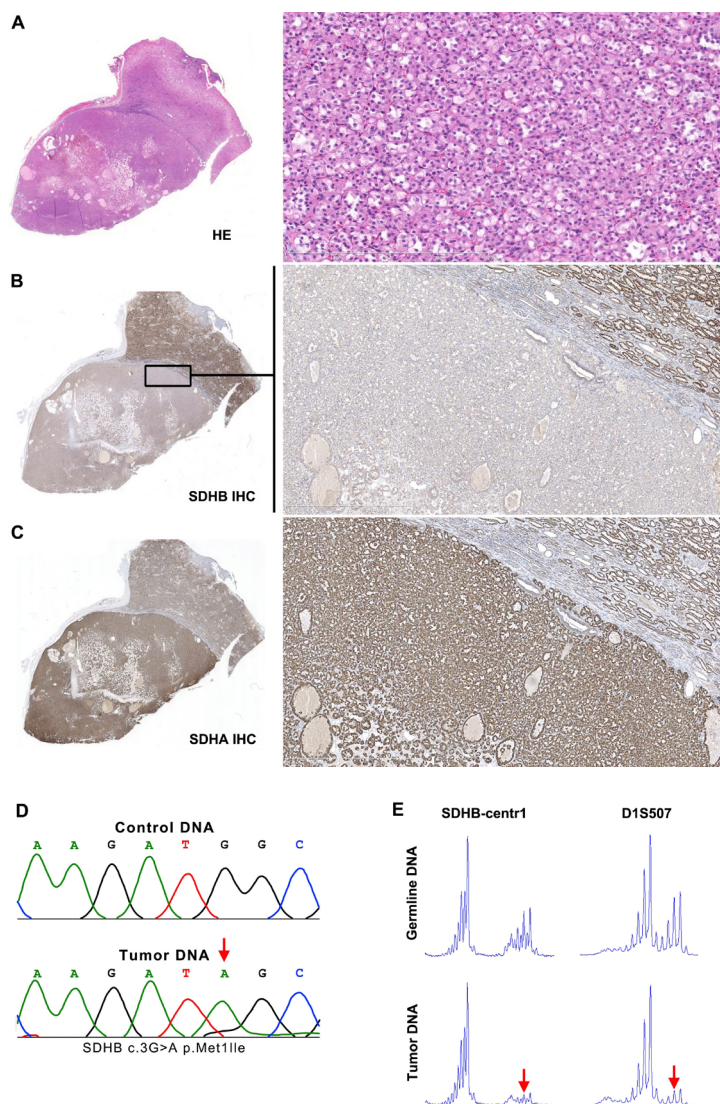 A
HE
B
SDHB IHC
C
SDHA IHC
D
Control DNA
A A G A T G G C
Tumor DNA
A A G A T A G C
SDHB c.3G>A p.Met1Ile
E
SDHB-centr1 D1S507
Germline DNA
Tumor DNA